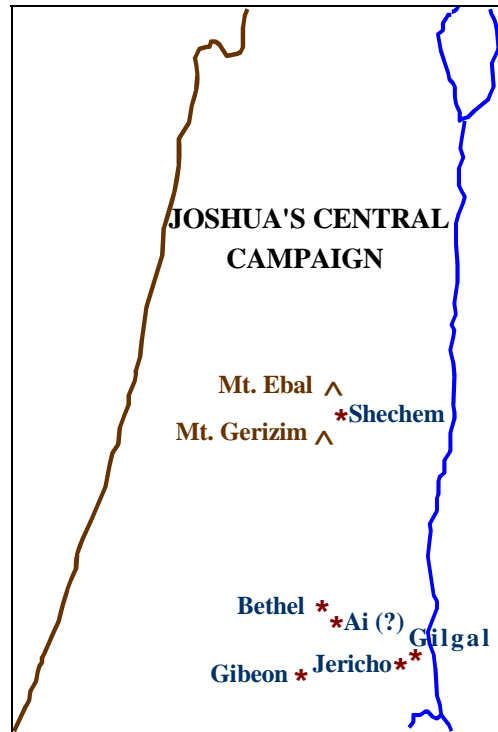 JOSHUA'S CENTRAL
CAMPAIGN
Mt. Ebal ^
*Shechem
Mt. Gerizim ^
Bethel *
*Ai (?)
Gilgal
*
Jericho*
Gibeon *